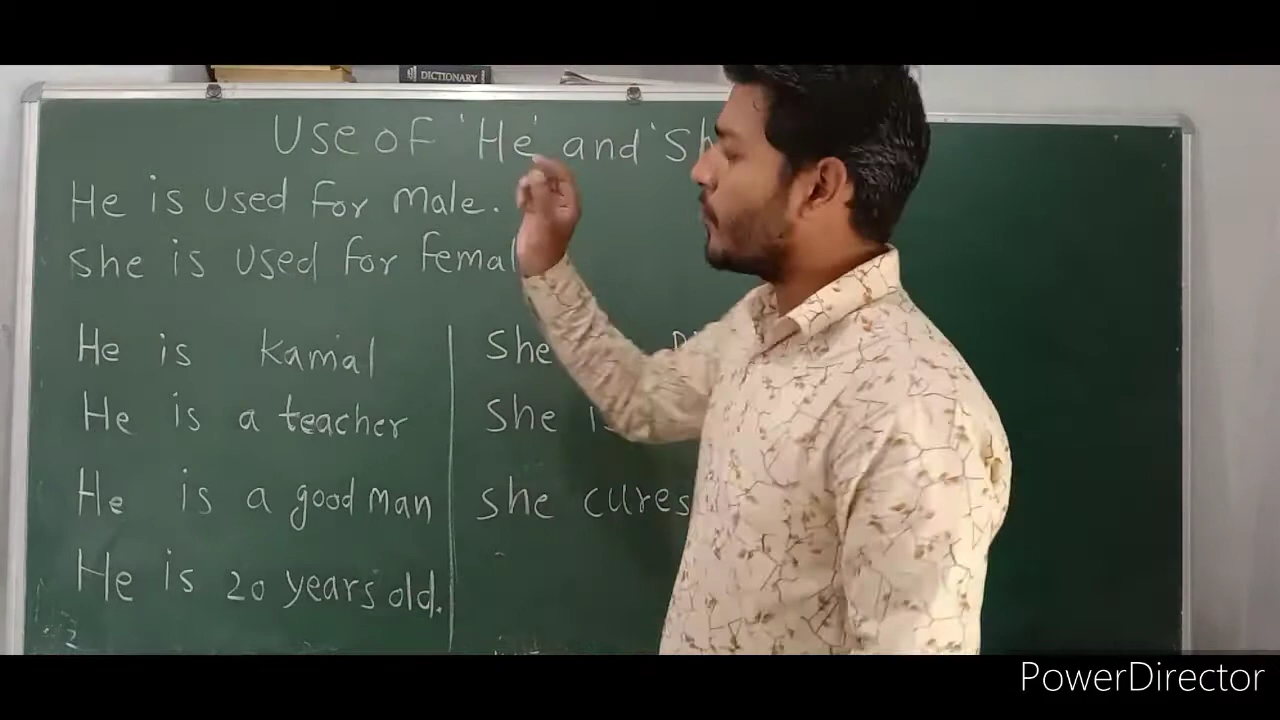 DICTIONARY
Use of 'He' and 'Sh
He is used for male.
She is used for femal
He is kamal
He is a teacher
He is a good man
He is 20 years old.
She
She is
she cures
PowerDirector